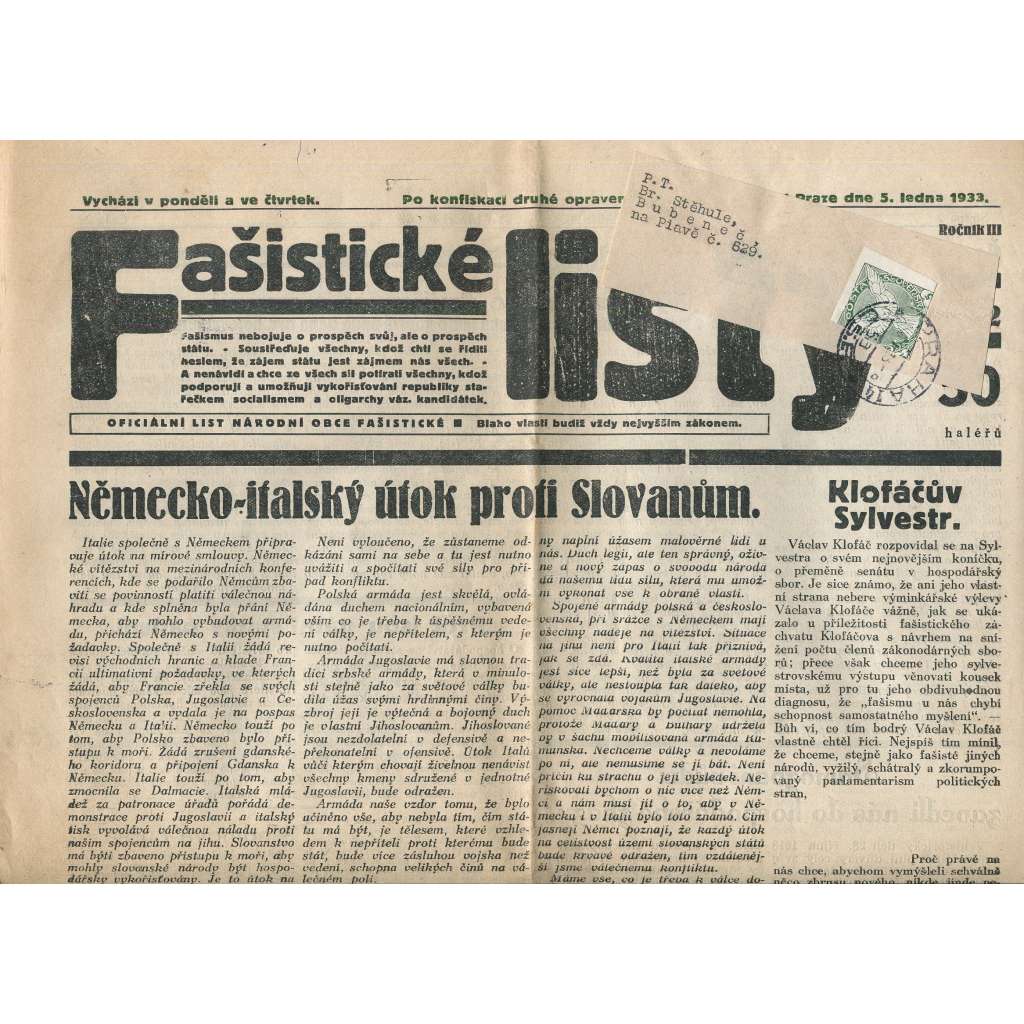 Vychází v pondělí a ve čtvrtek.
Po konfiskaci druhé
Praze dne 5. ledna 1933.
Ročník III
P.T.
Br. Stěhule,
Bubeneč,
na Piavě č. 629.
Fašistické listy
haléřů
Fašismus nebojuje o prospěch svůj, ale o prospěch
státu. - Soustřeďuje všechny, kdož chtí se říditi
heslem, že zájem státu jest zájmem nás všech. -
A nenávidí a chce ze všech sil potírati všechny, kdož
podporují a umožňují vykořisťování republiky sta-
řečkem socialismem a oligarchy váz. kandidátek.
OFICIÁLNÍ LIST NÁRODNÍ OBCE FAŠISTICKÉ ■ Blaho vlasti budiž vždy nejvyšším zákonem.
Německo-italský útok proti Slovanům.
Italie společně s Německem připra-
vuje útok na mírové smlouvy. Němec-
ké vítězství na mezinárodních konfe-
rencích, kde se podařilo Němcům zba-
viti se povinnosti platiti válečnou ná-
hradu a kde splněna byla přání Ně-
mecka, aby mohlo vybudovat armá-
du, přichází Německo s novými po-
žadavky. Společně s Italií žádá re-
visi východních hranic a klade Fran-
cii ultimativní požadavky, ve kterých
žádá, aby Francie zřekla se svých
spojenců Polska, Jugoslavie a Če-
skoslovenska a vydala je na pospas
Německu a Italii. Německo touží po
tom, aby Polsko zbaveno bylo pří-
stupu k moři. Žádá zrušení gdanské-
ho koridoru a připojení Gdanska k
Německu. Italie touží po tom, aby
zmocnila se Dalmacie. Italská mlá-
dež za patronace úřadů pořádá de-
monstrace proti Jugoslavii a italský
tisk vyvolává válečnou náladu proti
našim spojencům na jihu. Slovanstvo
má býti zbaveno přístupu k moři, aby
mohly slovanské národy být hospo-
dářsky vykořisťovány. Je to útok na
Není vyloučeno, že zůstaneme od-
kázáni sami na sebe a tu jest nutno
uvážiti a spočítati své síly pro pří-
pad konfliktu.
Polská armáda jest skvělá, ovlá-
dána duchem nacionálním, vybavená
vším co je třeba k úspěšnému vede-
ní války, je nepřítelem, s kterým je
nutno počítati.
Armáda Jugoslavie má slavnou tra-
dici srbské armády, která v minulo-
sti stejně jako za světové války bu-
dila úžas svými hrdinnými činy. Vý-
zbroj její je výtečná a bojovný duch
je vlastní Jihoslovanům. Jihoslované
jsou nezdolatelní v defensivě a ne-
překonatelní v ofensivě. Útok Italů
vůči kterým chovají živelnou nenávist
všechny kmeny sdružené v jednotné
Jugoslavii, bude odražen.
Armáda naše vzdor tomu, že bylo
učiněno vše, aby nebyla tím, čím stá-
tu má být, je tělesem, které vzhle-
dem k nepříteli proti kterému bude
stát, bude více zásluhou vojska než
vedení, schopna velikých činů na vá-
lečném poli.
ny naplní úžasem malověrné lidi u
nás. Duch legií, ale ten správný, oživ-
ne a nový zápas o svobodu národa
dá našemu lidu sílu, která mu umož-
ní vykonat vše k obraně vlasti.
Spojené armády polská a českoslo-
venská, při srážce s Německem mají
všechny naděje na vítězství. Situace
na jihu není pro Italii tak příznivá,
jak se zdá. Kvalita italské armády
jest sice lepší, než byla za světové
války, ale nestoupla tak daleko, aby
se vyrovnala vojákům Jugoslavie. Na
pomoc Maďarska by počítat nemohla,
protože Maďary a Bulhary udržela
by v šachu mobilisovaná armáda Ru-
munska. Nechceme války a nevoláme
po ní, ale nemusíme se jí bát. Není
příčin ku strachu o její výsledek. Ne-
riskovali bychom o nic více než Něm-
ci a nám musí jít o to, aby v Ně-
mecku i v Italii bylo toto známo. Čím
jasněji Němci poznají, že každý útok
na celistvost území slovanských států
bude krvavě odražen, tím vzdáleněj-
ší jsme válečnému konfliktu.
Máme vše, co je třeba k válce do-
Klofáčův
Sylvestr.
Václav Klofáč rozpovídal se na Syl-
vestra o svém nejnovějším koníčku,
o přeměně senátu v hospodářský
sbor. Je sice známo, že ani jeho vlast-
ní strana nebere výminkářské výlevy
Václava Klofáče vážně, jak se uká-
zalo u příležitosti fašistického zá-
chvatu Klofáčova s návrhem na sní-
žení počtu členů zákonodárných sbo-
rů; přece však chceme jeho sylve-
strovskému výstupu věnovati kousek
místa, už pro tu jeho obdivuhodnou
diagnosu, že „fašismu u nás chybí
schopnost samostatného myšlení“. —
Bůh ví, co tím bodrý Václav Klofáč
vlastně chtěl říci. Nejspíš tím mínil,
že chceme, stejně jako fašisté jiných
národů, vyžilý, schátralý a zkorumpo-
vaný parlamentarism politických
stran,
Proč právě na
nás chce, abychom vymýšleli schválně
něco zbrusu nového, nikde jinde ne-